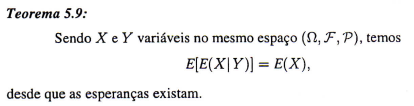 Teorema 5.9:
Sendo X e Y variáveis no mesmo espaço (Ω, ℱ, 𝒫), temos
E[E(X|Y)] = E(X),
desde que as esperanças existam.